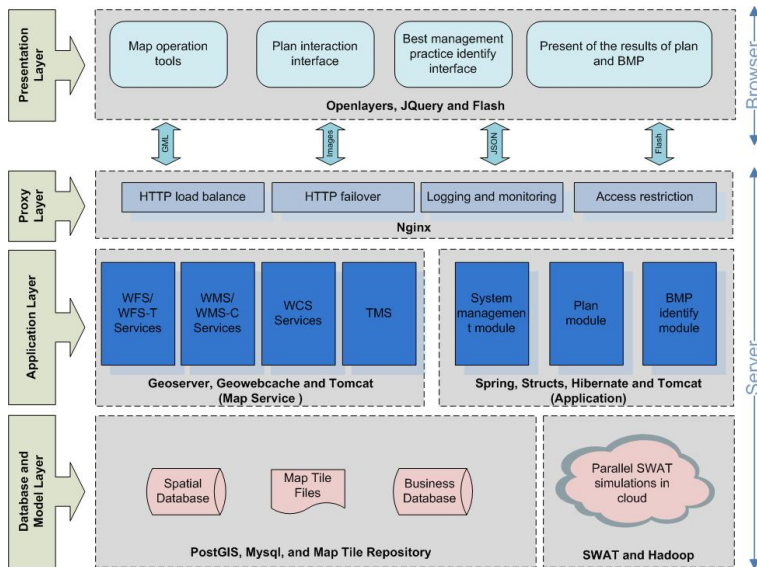 Presentation
Layer
Map operation
tools
Plan interaction
interface
Best management
practice identify
interface
Present of the results of plan
and BMP
Openlayers, JQuery and Flash
Browser
GML
Images
JSON
Flash
Proxy
Layer
HTTP load balance
HTTP failover
Logging and monitoring
Access restriction
Nginx
Application Layer
WFS/
WFS-T
Services
WMS/
WMS-C
Services
WCS
Services
TMS
Geoserver, Geowebcache and Tomcat
(Map Service )
System
managemen
t module
Plan
module
BMP
identify
module
Spring, Structs, Hibernate and Tomcat
(Application)
Server
Database and
Model Layer
Spatial
Database
Map Tile
Files
Business
Database
PostGIS, Mysql, and Map Tile Repository
Parallel SWAT
simulations in
cloud
SWAT and Hadoop